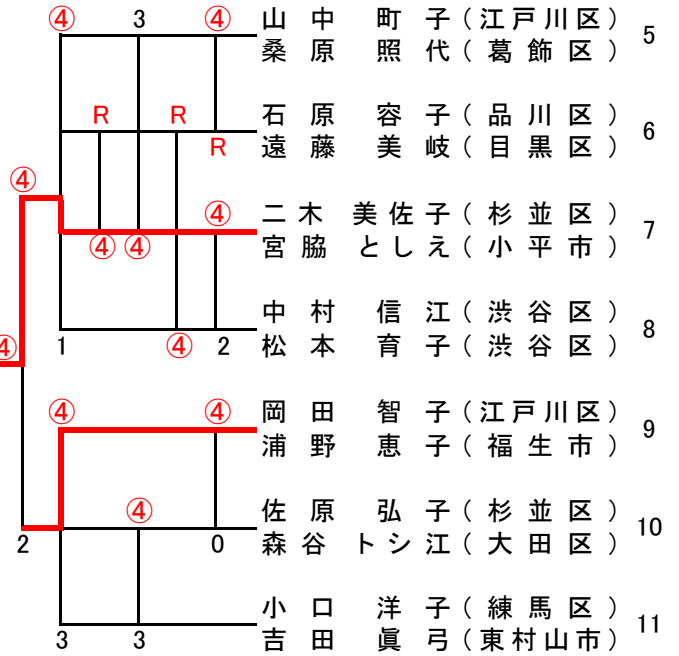 ④ 3 ④ 山中 町子(江戸川区) 5
桑原 照代(葛飾区)
R R 石原 容子(品川区) 6
R 遠藤 美岐(目黒区)
④ ④ 二木 美佐子(杉並区) 7
④ ④ 宮脇 としえ(小平市)
中村 信江(渋谷区) 8
④ 1 ④ 2 松本 育子(渋谷区)
④ ④ 岡田 智子(江戸川区) 9
浦野 恵子(福生市)
④ 佐原 弘子(杉並区) 10
2 0 森谷 トシ江(大田区)
小口 洋子(練馬区) 11
3 3 吉田 眞弓(東村山市)